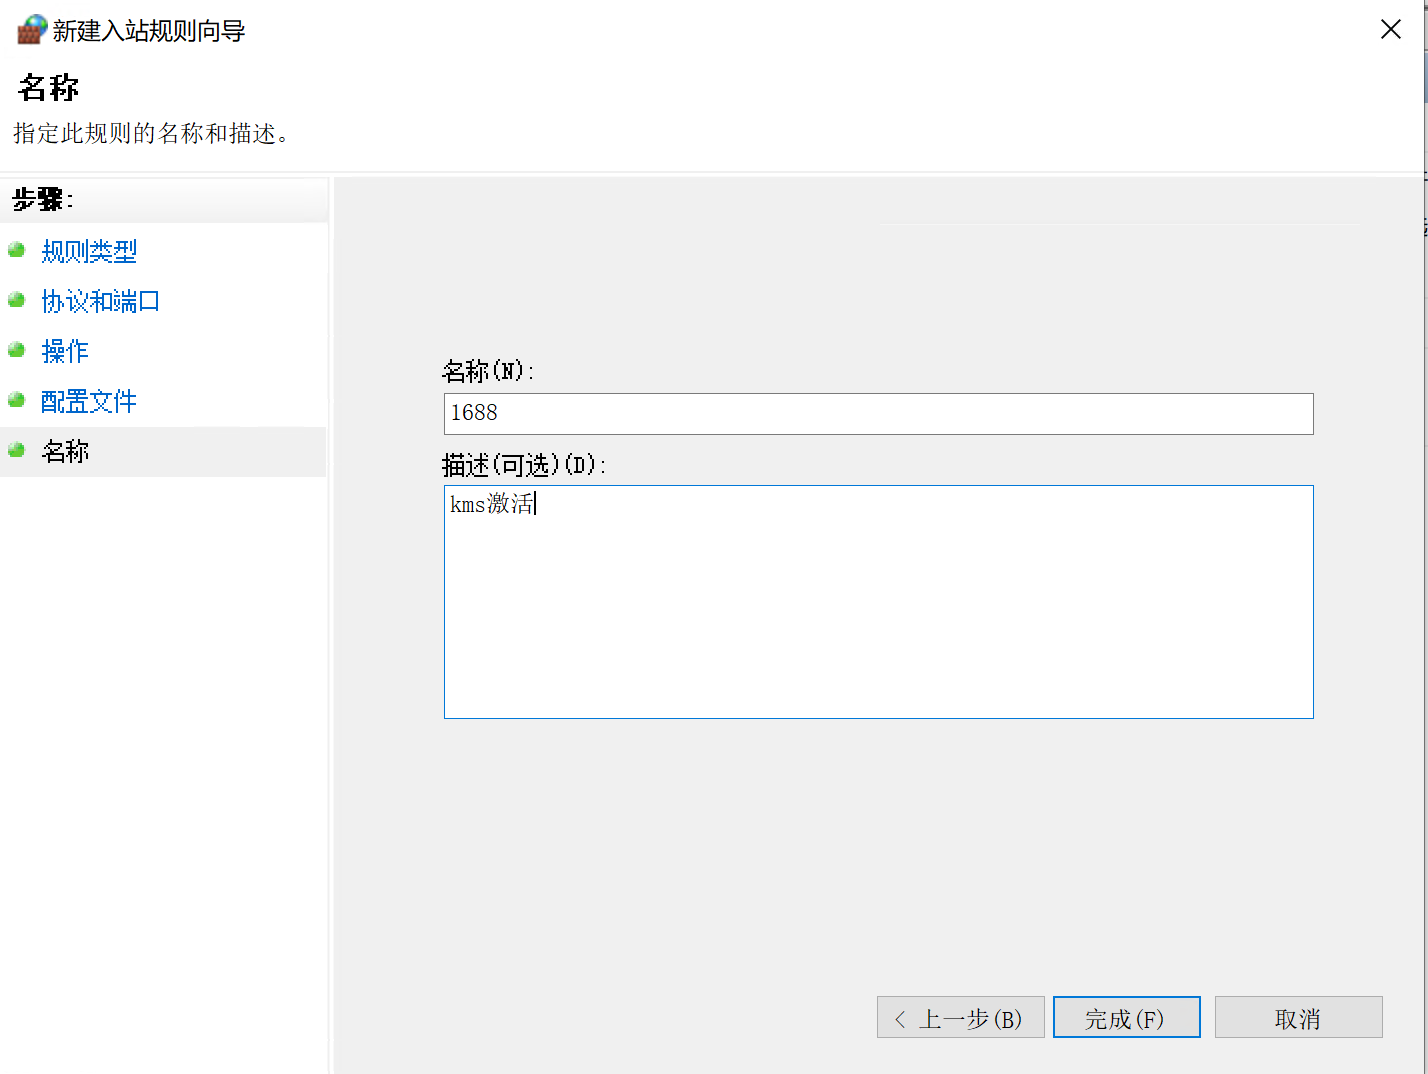 新建入站规则向导
名称
指定此规则的名称和描述。
步骤:
规则类型
协议和端口
操作
配置文件
名称
名称(N):
1688
描述(可选)(D):
kms激活
< 上一步(B)
完成(F)
取消